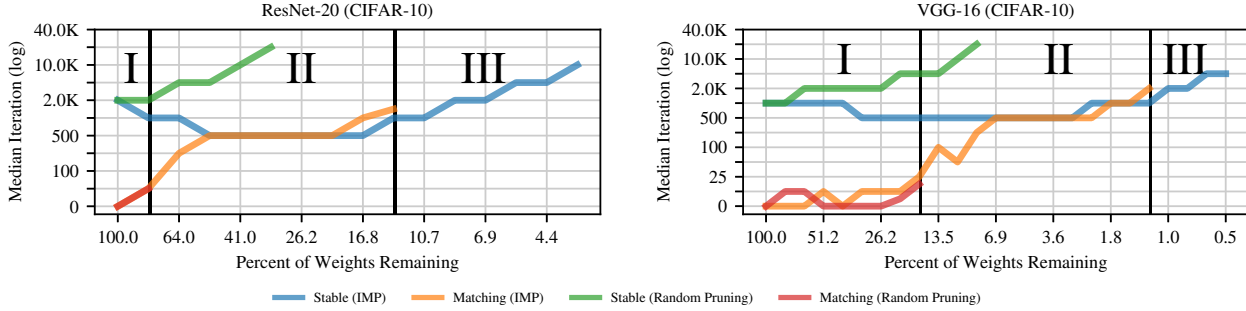 ResNet-20 (CIFAR-10)
Median Iteration (log)
40.0K
10.0K
2.0K
500
100
0
I
II
III
100.0
64.0
41.0
26.2
16.8
10.7
6.9
4.4
Percent of Weights Remaining
VGG-16 (CIFAR-10)
Median Iteration (log)
40.0K
10.0K
2.0K
500
100
25
0
I
II
III
100.0
51.2
26.2
13.5
6.9
3.6
1.8
1.0
0.5
Percent of Weights Remaining
Stable (IMP)
Matching (IMP)
Stable (Random Pruning)
Matching (Random Pruning)